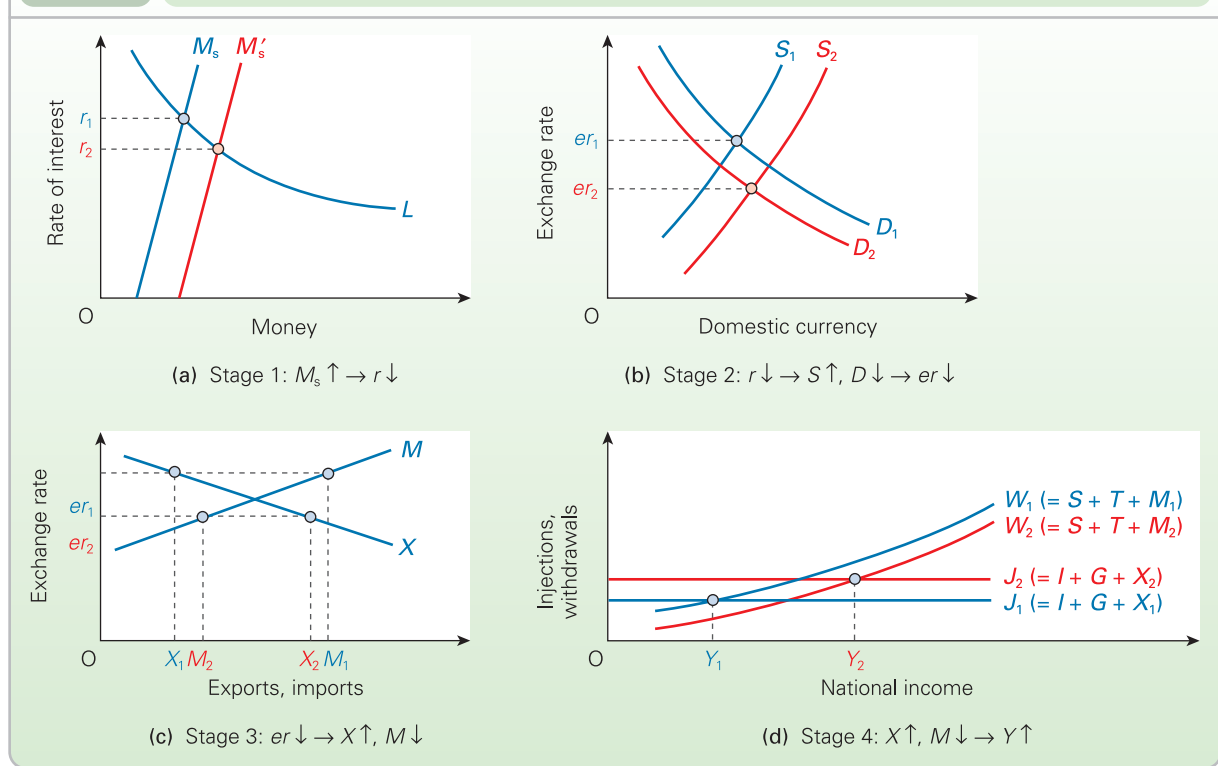 Rate of interest
r₁
r₂
Mₛ
Mₛ′
L
O
Money
(a) Stage 1: Mₛ ↑ → r ↓
Exchange rate
er₁
er₂
S₁
S₂
D₁
D₂
O
Domestic currency
(b) Stage 2: r ↓ → S ↑, D ↓ → er ↓
Exchange rate
er₁
er₂
M
X
O
X₁ M₂ X₂ M₁
Exports, imports
(c) Stage 3: er ↓ → X ↑, M ↓
Injections,
withdrawals
W₁ (= S + T + M₁)
W₂ (= S + T + M₂)
J₂ (= I + G + X₂)
J₁ (= I + G + X₁)
O
Y₁ Y₂
National income
(d) Stage 4: X ↑, M ↓ → Y ↑